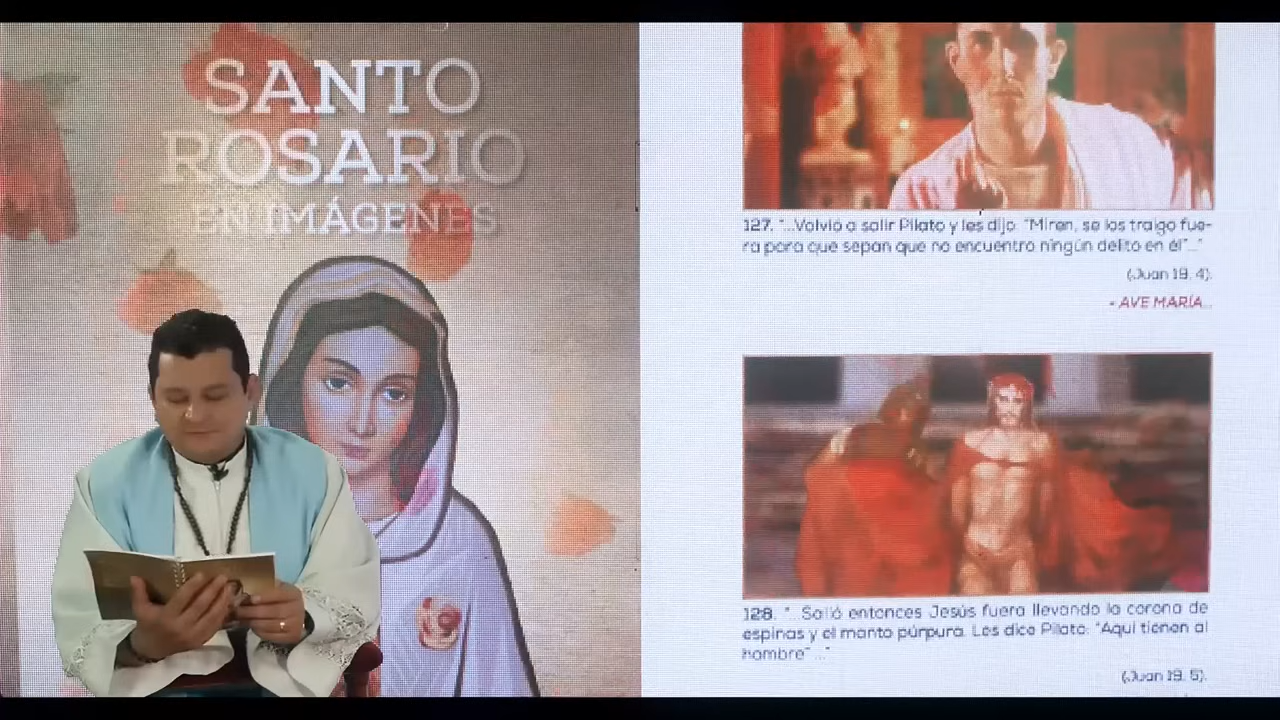 SANTO
ROSARIO
EN IMÁGENES
127. "...Volvió a salir Pilato y les dijo: "Miren, se los traigo fue-
ra para que sepan que no encuentro ningún delito en él"..."
(Juan 19, 4).
- AVE MARÍA...
128. "...Salió entonces Jesús fuera llevando la corona de
espinas y el manto púrpura. Les dice Pilato: "Aquí tienen al
hombre" ..."
(Juan 19, 5).